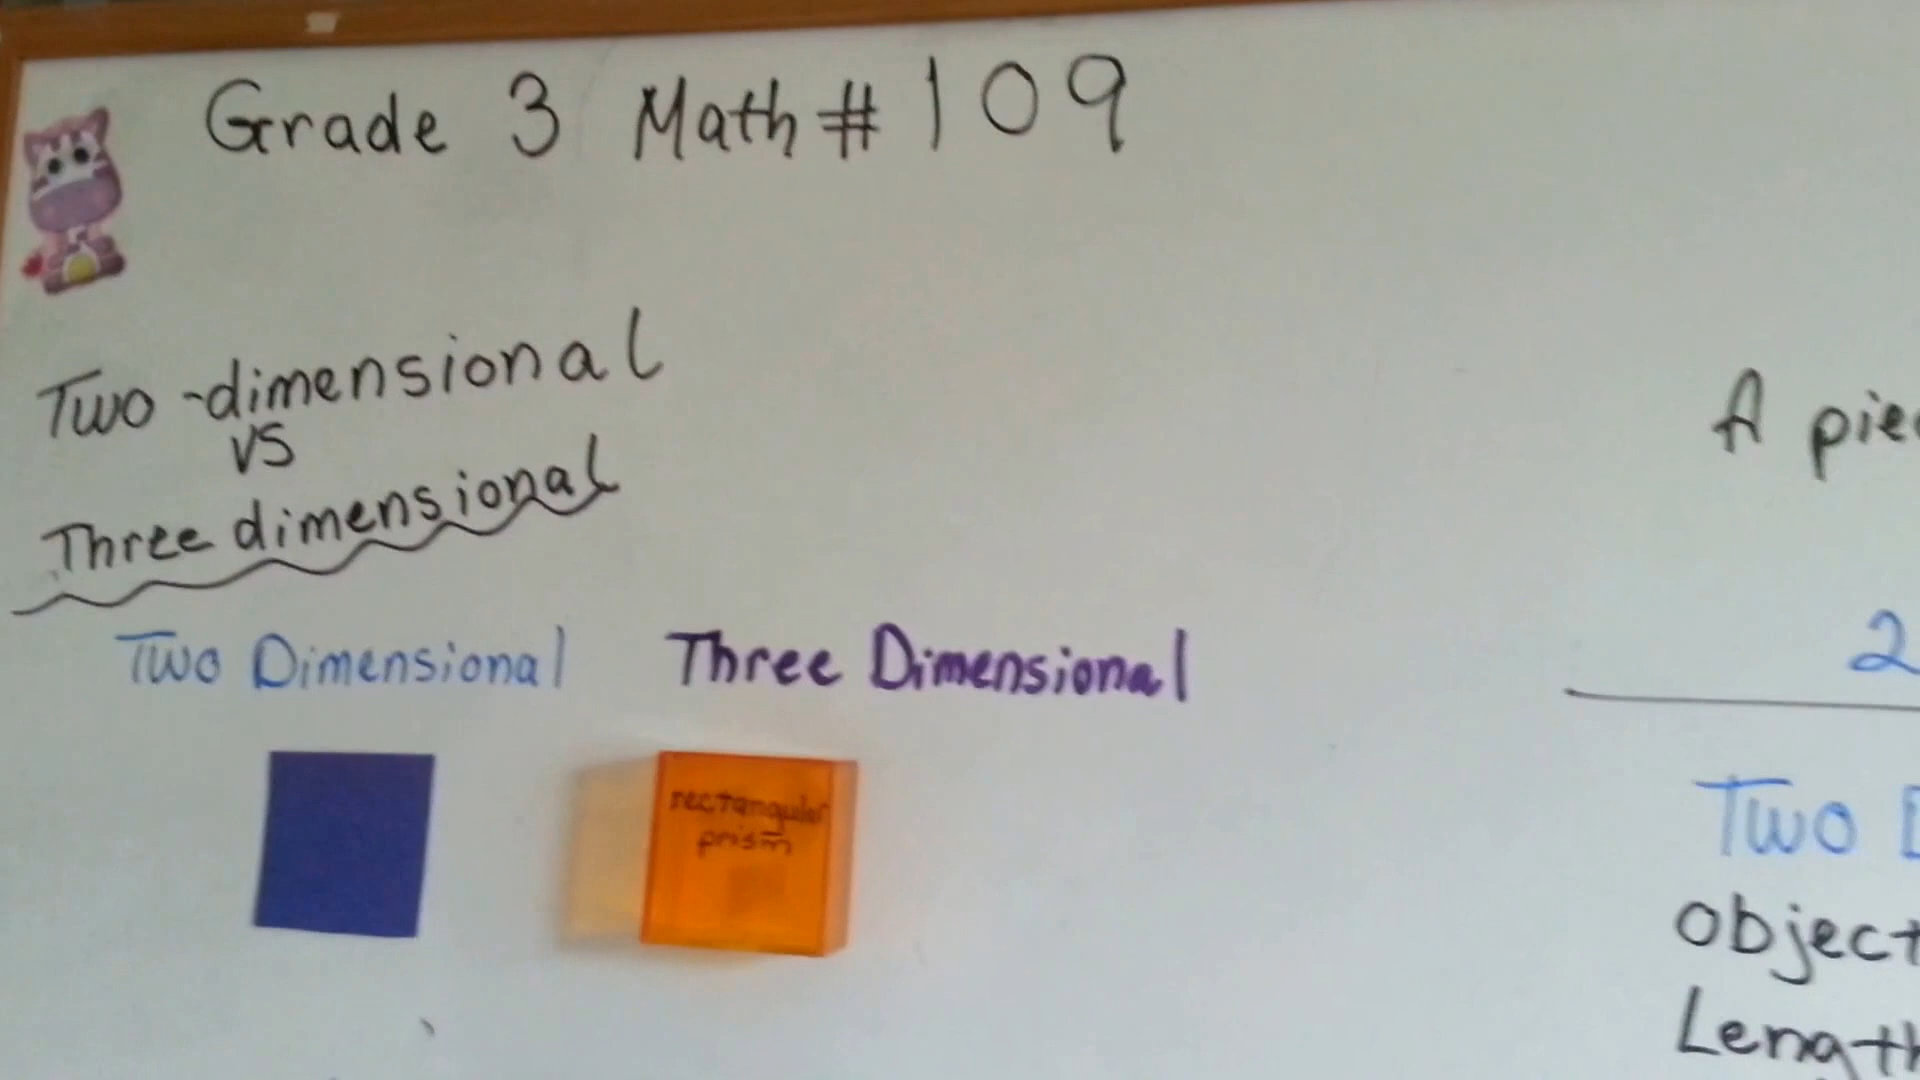 Grade 3 Math # 109
Two-dimensional
vs
Three dimensional
Two Dimensional
Three Dimensional
rectangular
prism
A
2
Two
Object
Length